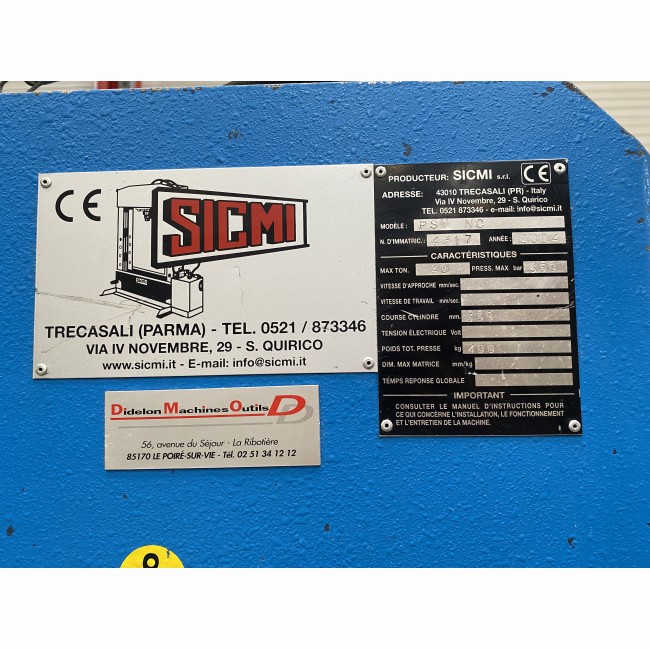 CE
SICMI
TRECASALI (PARMA) - TEL. 0521 / 873346
VIA IV NOVEMBRE, 29 - S. QUIRICO
www.sicmi.it - E-mail: info@sicmi.it
PRODUCTEUR: SICMI s.r.l. CE
ADRESSE: 43010 TRECASALI (PR) - Italy
Via IV Novembre, 29 - S. Quirico
TEL. 0521 873346 - e-mail: info@sicmi.it
MODÈLE:
N. D'IMMATRIC.: 4617 ANNÉE: 2004
CARACTÉRISTIQUES
MAX TON. 40 PRESS. MAX bar 350
VITESSE D'APPROCHE mm/sec.
VITESSE DE TRAVAIL mm/sec.
COURSE CYLINDRE mm.
TENSION ÉLECTRIQUE Volt
POIDS TOT. PRESSE kg
DIM. MAX MATRICE mm/kg
TÉMPS REPONSE GLOBALE
IMPORTANT
CONSULTER LE MANUEL D'INSTRUCTIONS POUR
CE QUI CONCERNE L'INSTALLATION, LE FONCTIONNEMENT
ET L'ENTRETIEN DE LA MACHINE.
Didelon Machines Outils
56, avenue du Séjour - La Ribotière
85170 LE POIRÉ-SUR-VIE - Tél. 02 51 34 12 12